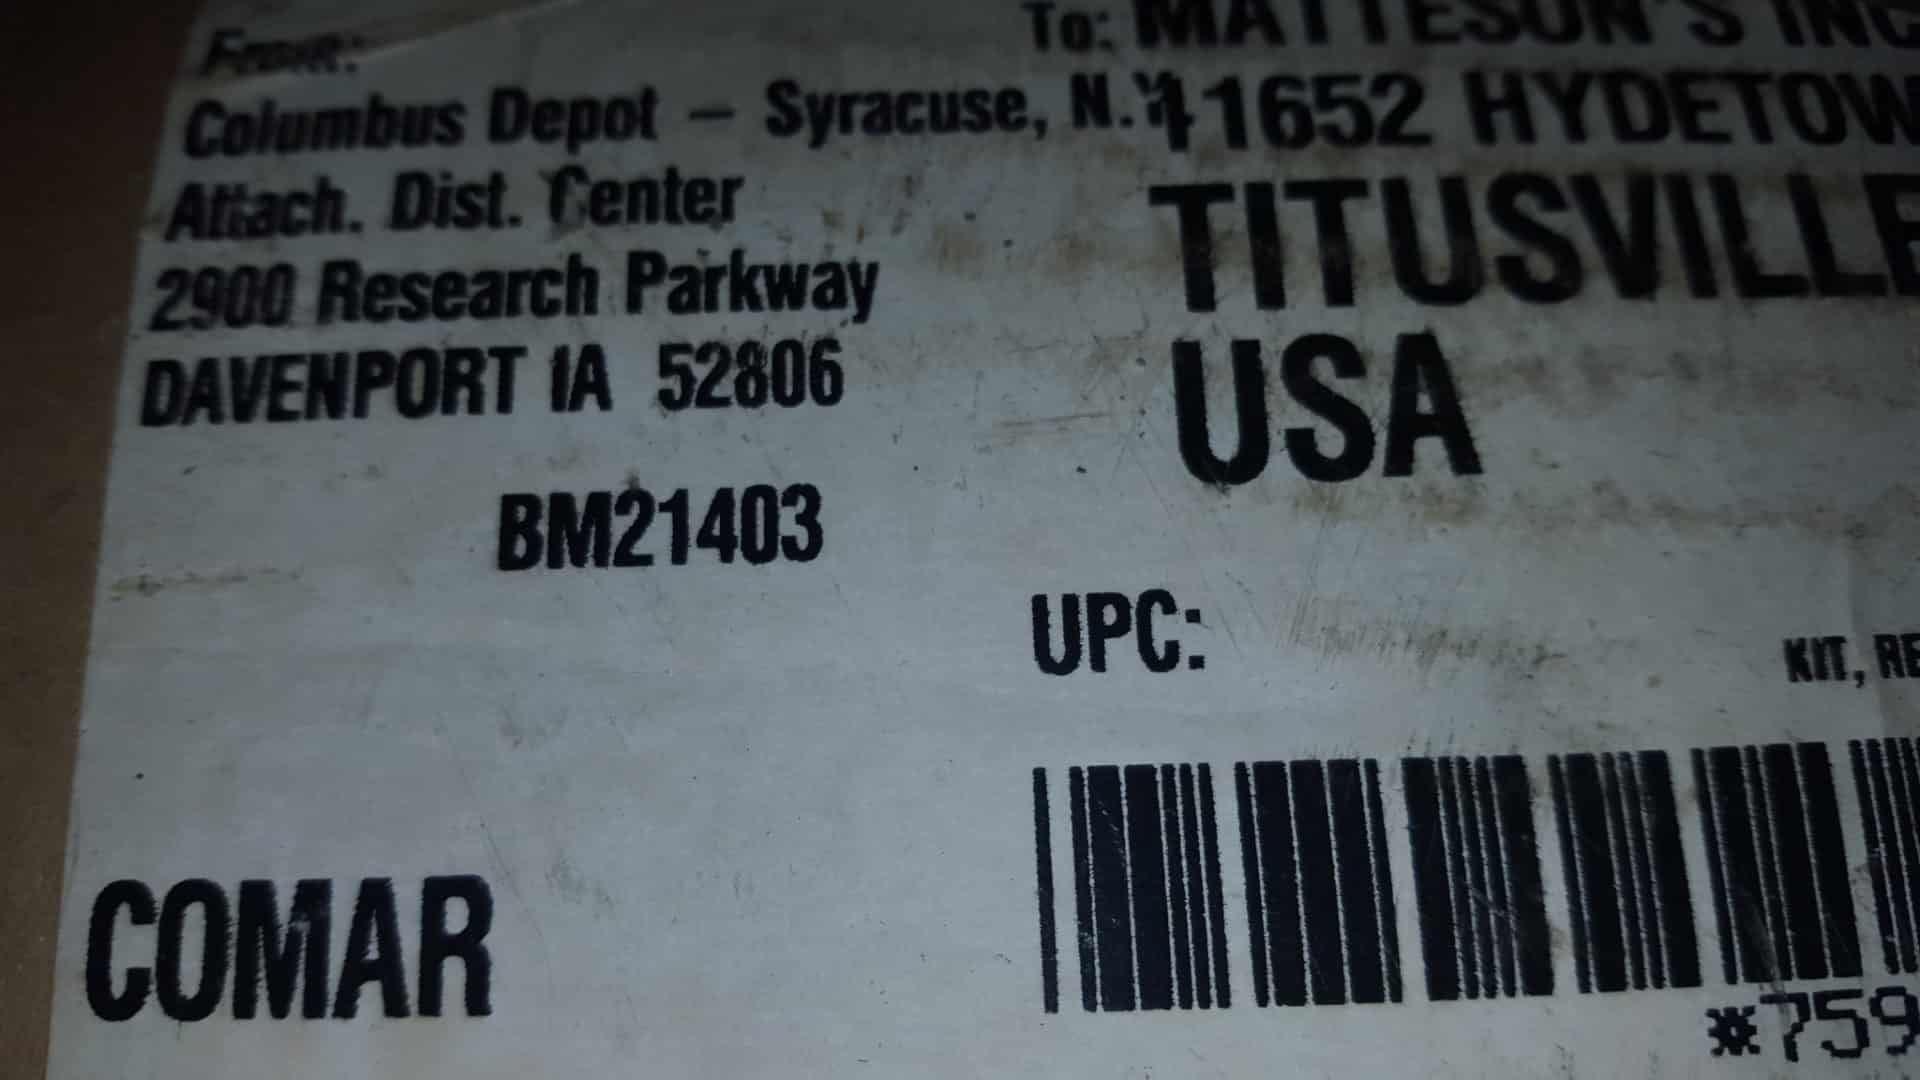 From:
Columbus Depot – Syracuse, N.Y.
Attach. Dist. Center
2900 Research Parkway
DAVENPORT IA 52806
BM21403
COMAR
To: MATTESON'S INC
11652 HYDETOW
TITUSVILLE
USA
UPC:
KIT, RE
*759